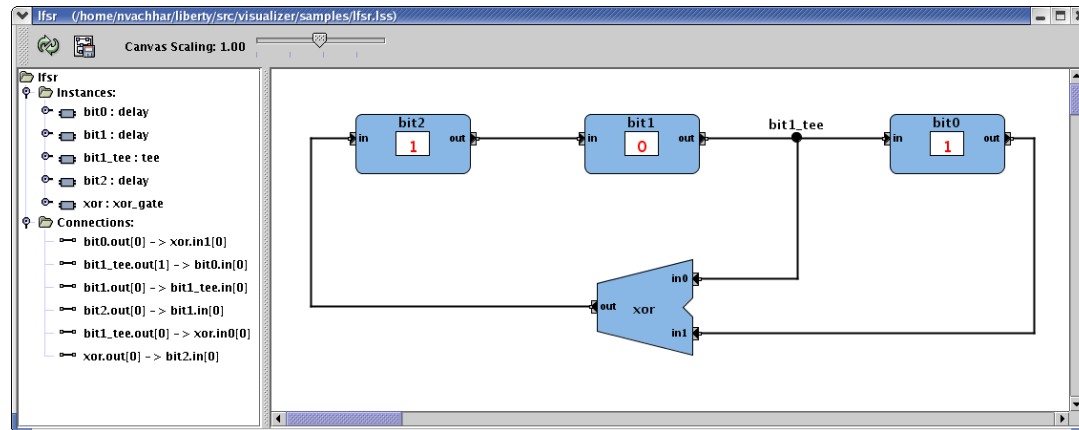 lfsr (/home/nvachhar/liberty/src/visualizer/samples/lfsr.lss)
Canvas Scaling: 1.00
lfsr
Instances:
bit0 : delay
bit1 : delay
bit1_tee : tee
bit2 : delay
xor : xor_gate
Connections:
bit0.out[0] -> xor.in1[0]
bit1_tee.out[1] -> bit0.in[0]
bit1.out[0] -> bit1_tee.in[0]
bit2.out[0] -> bit1.in[0]
bit1_tee.out[0] -> xor.in0[0]
xor.out[0] -> bit2.in[0]
bit2
in 1 out
bit1
in 0 out
bit1_tee
bit0
in 1 out
in0
out xor
in1